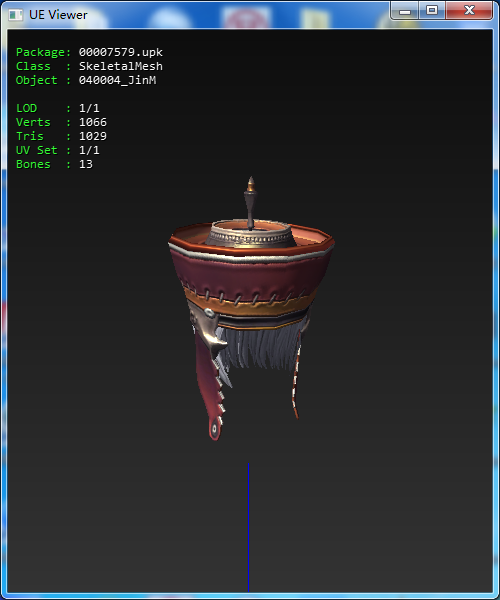 UE Viewer
Package: 00007579.upk
Class : SkeletalMesh
Object : 040004_JinM
LOD : 1/1
Verts : 1066
Tris : 1029
UV Set : 1/1
Bones : 13